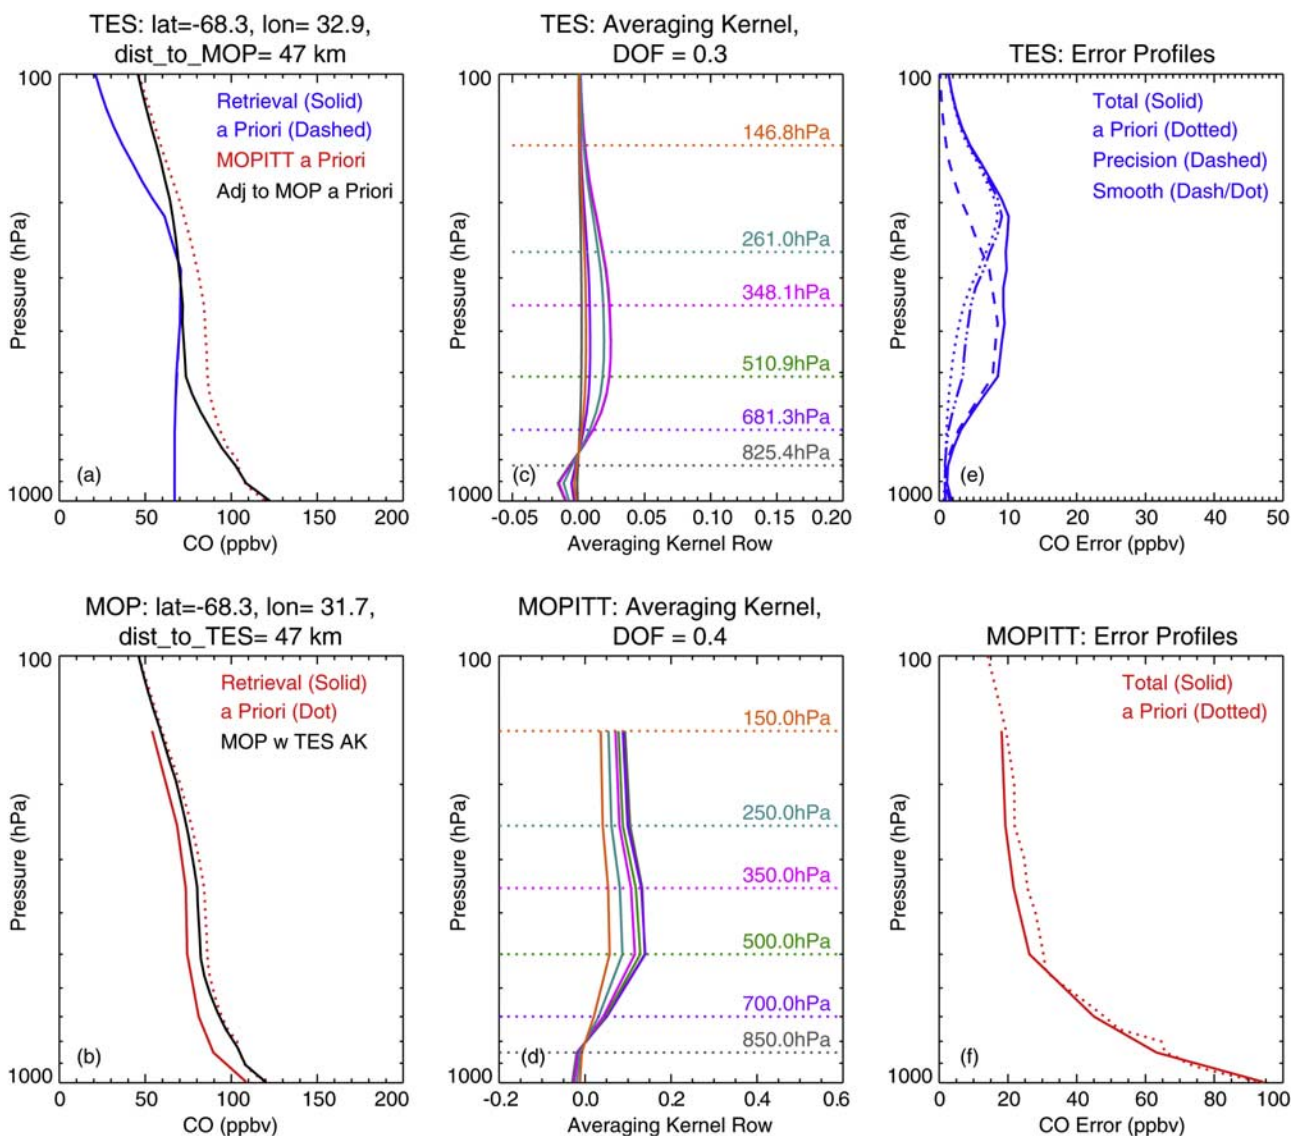 TES: lat=-68.3, lon= 32.9,
dist_to_MOP= 47 km
100
Retrieval (Solid)
a Priori (Dashed)
MOPITT a Priori
Adj to MOP a Priori
Pressure (hPa)
(a)
1000
0 50 100 150 200
CO (ppbv)
TES: Averaging Kernel,
DOF = 0.3
100
146.8hPa
261.0hPa
348.1hPa
510.9hPa
681.3hPa
825.4hPa
Pressure (hPa)
(c)
1000
-0.05 0.00 0.05 0.10 0.15 0.20
Averaging Kernel Row
TES: Error Profiles
100
Total (Solid)
a Priori (Dotted)
Precision (Dashed)
Smooth (Dash/Dot)
Pressure (hPa)
(e)
1000
0 10 20 30 40 50
CO Error (ppbv)
MOP: lat=-68.3, lon= 31.7,
dist_to_TES= 47 km
100
Retrieval (Solid)
a Priori (Dot)
MOP w TES AK
Pressure (hPa)
(b)
1000
0 50 100 150 200
CO (ppbv)
MOPITT: Averaging Kernel,
DOF = 0.4
100
150.0hPa
250.0hPa
350.0hPa
500.0hPa
700.0hPa
850.0hPa
Pressure (hPa)
(d)
1000
-0.2 0.0 0.2 0.4 0.6
Averaging Kernel Row
MOPITT: Error Profiles
100
Total (Solid)
a Priori (Dotted)
Pressure (hPa)
(f)
1000
0 20 40 60 80 100
CO Error (ppbv)